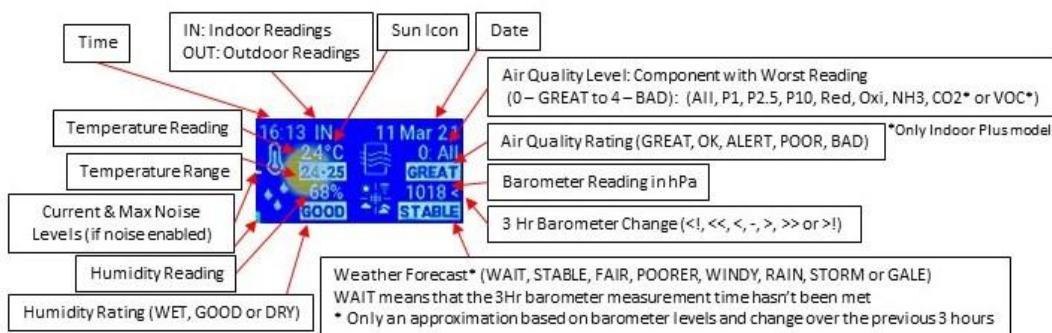 Time
IN: Indoor Readings
OUT: Outdoor Readings
Sun Icon
Date
Air Quality Level: Component with Worst Reading
(0 – GREAT to 4 – BAD): (All, P1, P2.5, P10, Red, Oxi, NH3, CO2* or VOC*)
*Only Indoor Plus model
Air Quality Rating (GREAT, OK, ALERT, POOR, BAD)
Barometer Reading in hPa
3 Hr Barometer Change (<!, <<, <, -, >, >> or >!)
Temperature Reading
Temperature Range
Current & Max Noise
Levels (if noise enabled)
Humidity Reading
Humidity Rating (WET, GOOD or DRY)
16:13 IN 11 Mar 21
24°C 0: All
24-25 GREAT
68% 1018 <
GOOD STABLE
Weather Forecast* (WAIT, STABLE, FAIR, POORER, WINDY, RAIN, STORM or GALE)
WAIT means that the 3Hr barometer measurement time hasn't been met
* Only an approximation based on barometer levels and change over the previous 3 hours